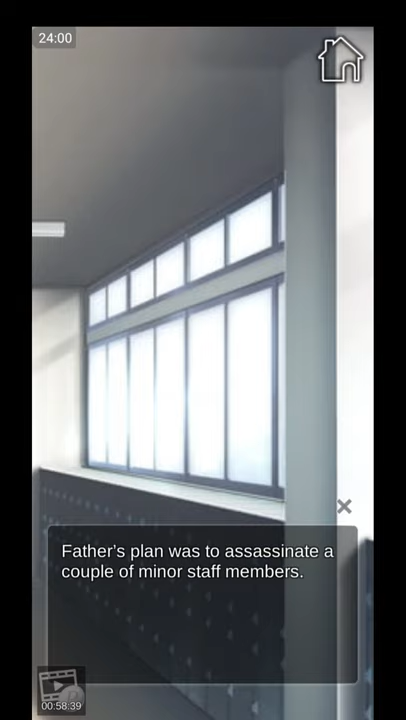 24:00
Father's plan was to assassinate a
couple of minor staff members.
00:58:39